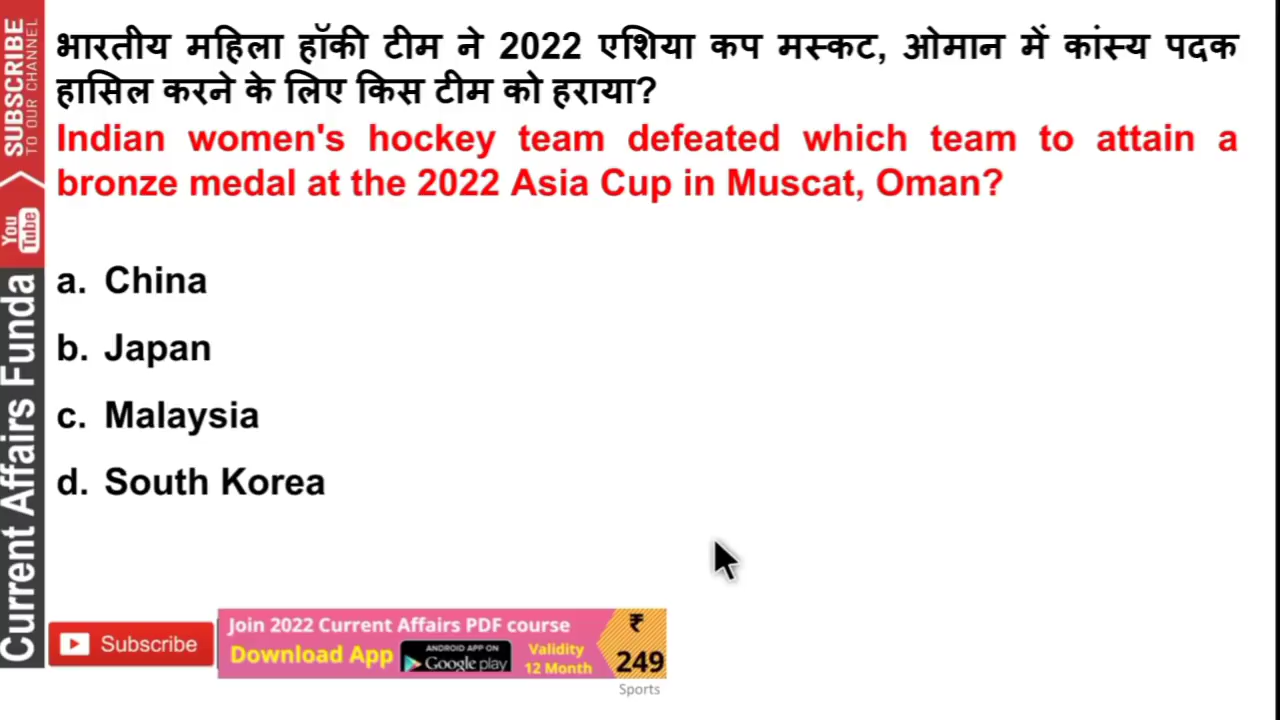 भारतीय महिला हॉकी टीम ने 2022 एशिया कप मस्कट, ओमान में कांस्य पदक
हासिल करने के लिए किस टीम को हराया?
Indian women's hockey team defeated which team to attain a
bronze medal at the 2022 Asia Cup in Muscat, Oman?
a. China
b. Japan
c. Malaysia
d. South Korea
SUBSCRIBE
TO OUR CHANNEL
You
Tube
Current Affairs Funda
Subscribe
Join 2022 Current Affairs PDF course
Download App
ANDROID APP ON
Google play
Validity
12 Month
₹
249
Sports